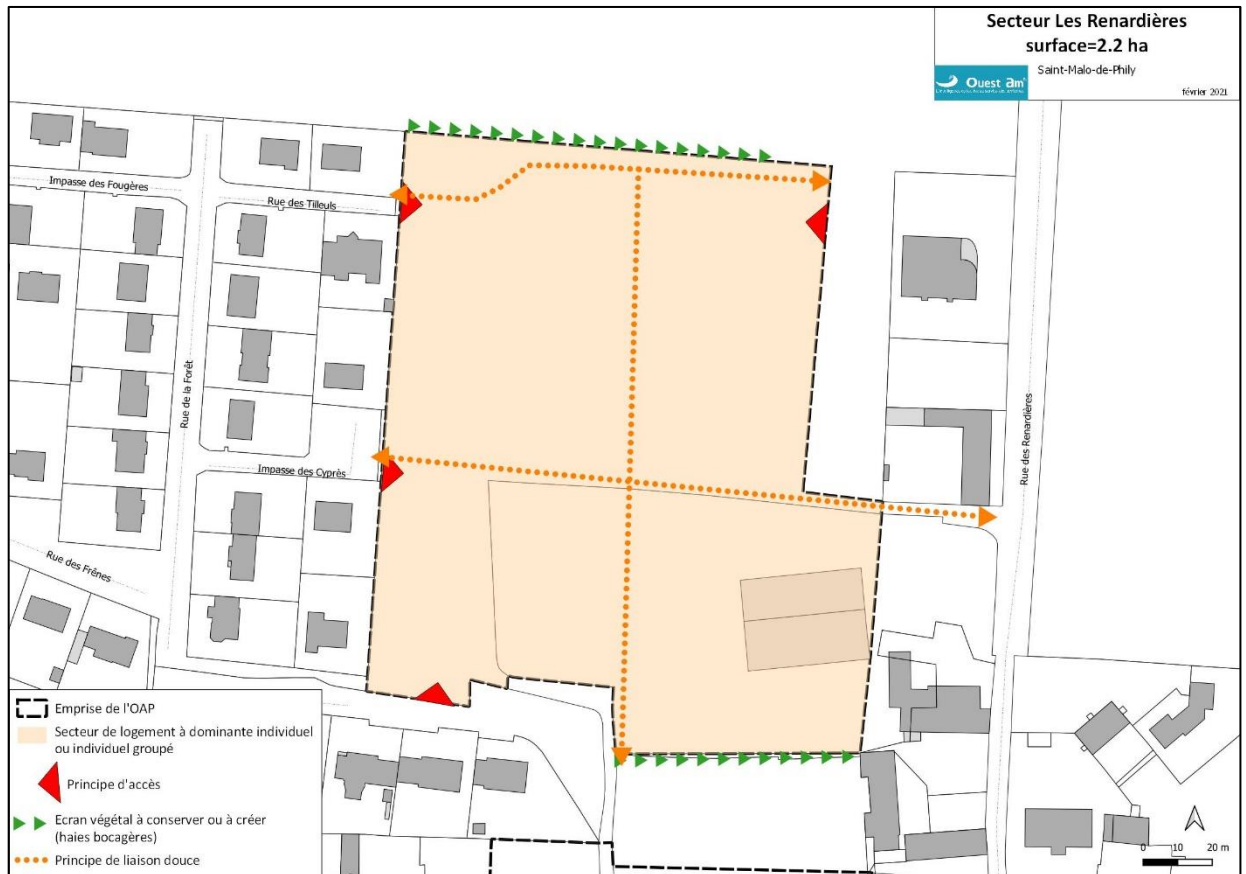 Secteur Les Renardières
surface=2.2 ha
Saint-Malo-de-Phily
Ouest am'
février 2021
Impasse des Fougères
Rue des Tilleuls
Rue de la Forêt
Impasse des Cyprès
Rue des Frênes
Rue des Renardières
Emprise de l'OAP
Secteur de logement à dominante individuel
ou individuel groupé
Principe d'accès
Ecran végétal à conserver ou à créer
(haies bocagères)
Principe de liaison douce
0 10 20 m